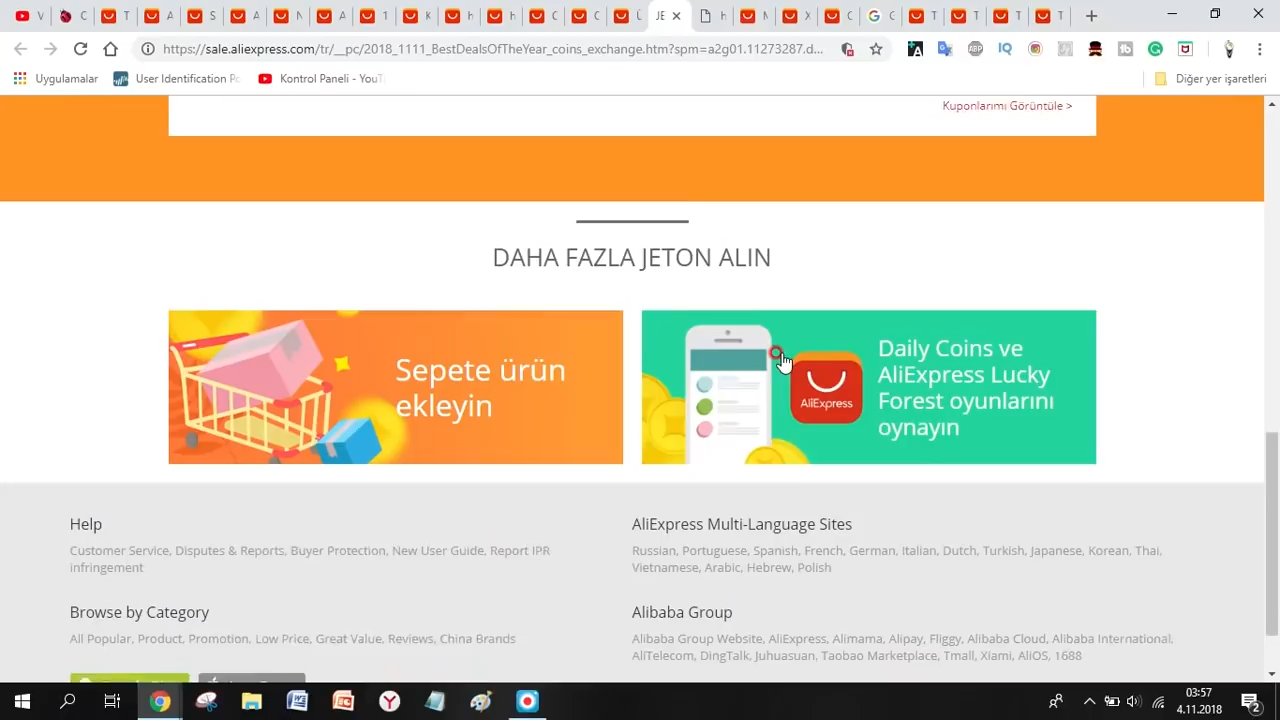 T
A
T
A
S
A
N
A
1
K
h
h
C
C
Ü
JE
h
M
X
C
G
T
T
T
T
https://sale.aliexpress.com/tr/__pc/2018_1111_BestDealsOfTheYear_coins_exchange.htm?spm=a2g01.11273287.d...
Uygulamalar
User Identification Po
Kontrol Paneli - YouT
Diğer yer işaretleri
Kuponlarımı Görüntüle >
DAHA FAZLA JETON ALIN
Sepete ürün
ekleyin
AliExpress
Daily Coins ve
AliExpress Lucky
Forest oyunlarını
oynayın
Help
Customer Service, Disputes & Reports, Buyer Protection, New User Guide, Report IPR
infringement
AliExpress Multi-Language Sites
Russian, Portuguese, Spanish, French, German, Italian, Dutch, Turkish, Japanese, Korean, Thai,
Vietnamese, Arabic, Hebrew, Polish
Browse by Category
All Popular, Product, Promotion, Low Price, Great Value, Reviews, China Brands
Alibaba Group
Alibaba Group Website, AliExpress, Alimama, Alipay, Fliggy, Alibaba Cloud, Alibaba International,
AliTelecom, DingTalk, Juhuasuan, Taobao Marketplace, Tmall, Xiami, AliOS, 1688
03:57
4.11.2018
2